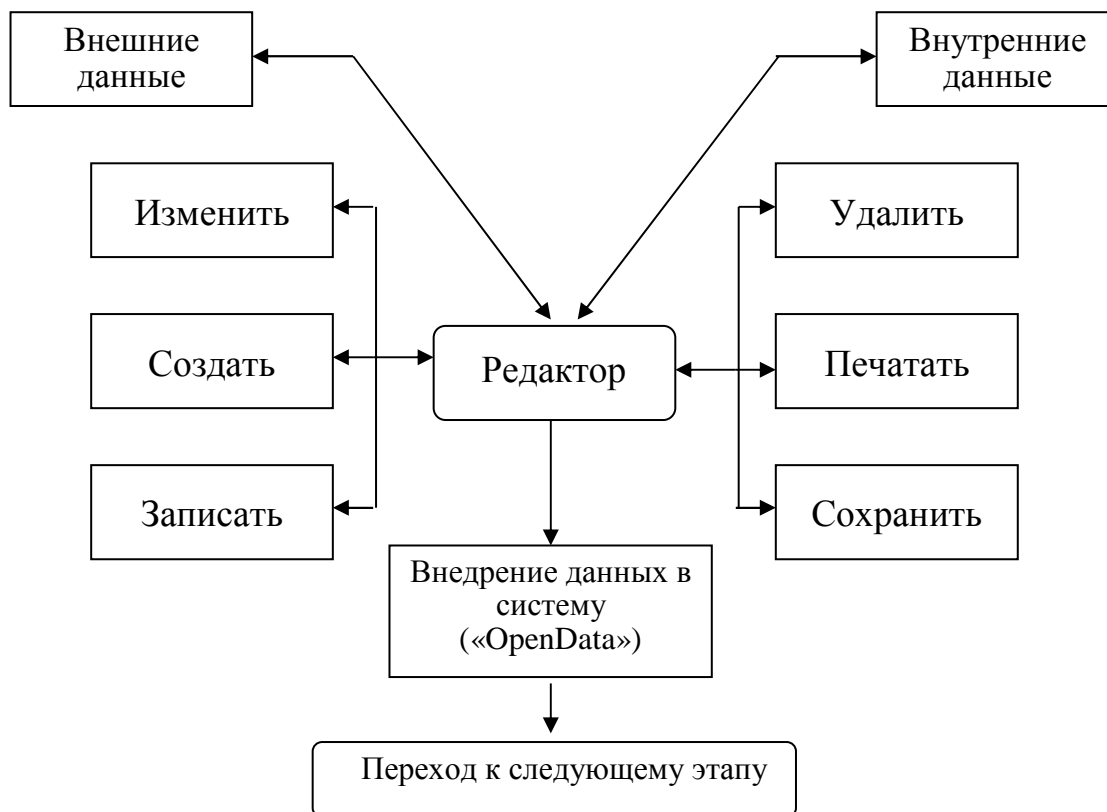 Внешние
данные
Внутренние
данные
Изменить
Удалить
Создать
Редактор
Печатать
Записать
Сохранить
Внедрение данных в
систему
(«OpenData»)
Переход к следующему этапу